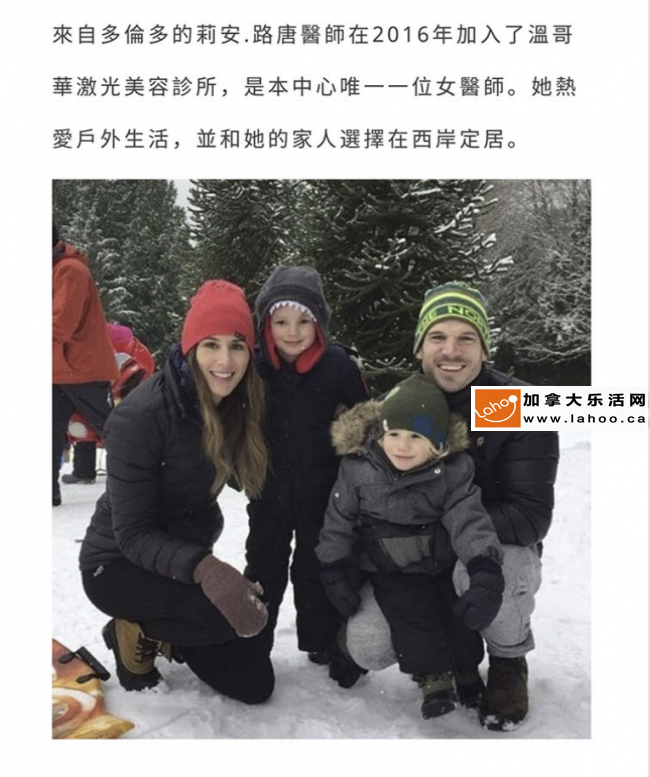 來自多倫多的莉安.路唐醫師在2016年加入了溫哥
華激光美容診所，是本中心唯一一位女醫師。她熱
愛戶外生活，並和她的家人選擇在西岸定居。
Lahoo
加拿大乐活网
www.lahoo.ca